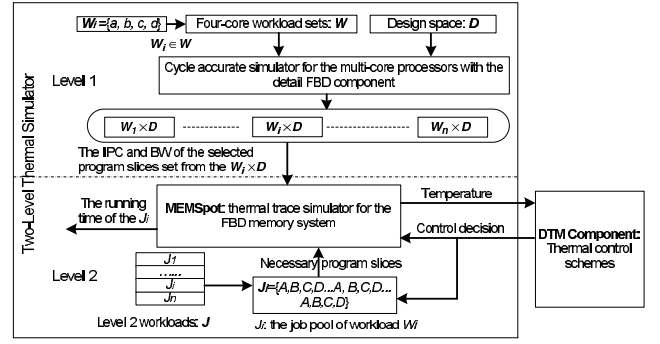 Two-Level Thermal Simulator
Level 1
Wi={a, b, c, d}
Wi ∈ W
Four-core workload sets: W
Design space: D
Cycle accurate simulator for the multi-core processors with the
detail FBD component
W1×D
Wi×D
Wn×D
The IPC and BW of the selected
program slices set from the Wi×D
The running
time of the Ji
MEMSpot: thermal trace simulator for the
FBD memory system
Temperature
Control decision
DTM Component:
Thermal control
schemes
Level 2
J1
......
Ji
Jn
Level 2 workloads: J
Necessary program slices
Ji={A,B,C,D...A, B,C,D...
A,B,C,D}
Ji: the job pool of workload Wi